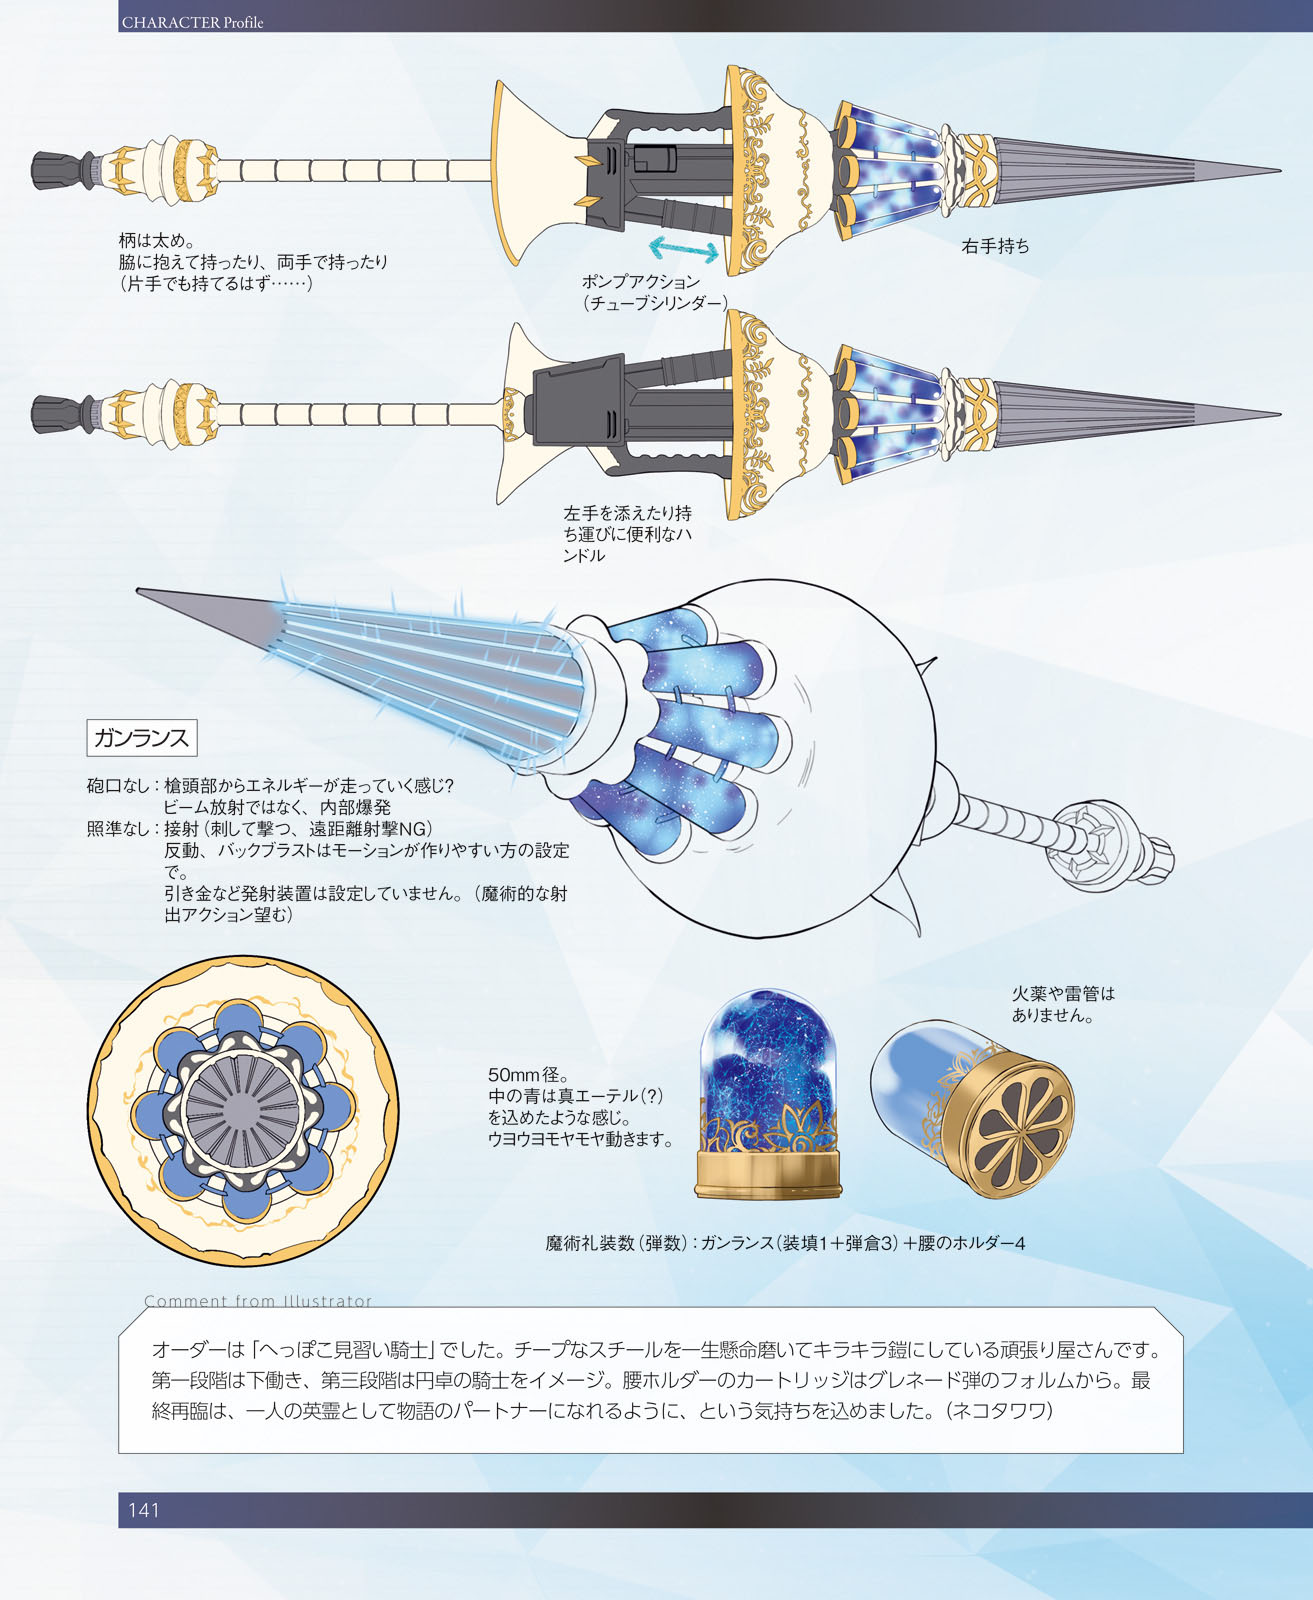 CHARACTER Profile
柄は太め。
脇に抱えて持ったり、両手で持ったり
（片手でも持てるはず……）
ポンプアクション
（チューブシリンダー）
右手持ち
左手を添えたり持
ち運びに便利なハ
ンドル
ガンランス
砲口なし：槍頭部からエネルギーが走っていく感じ？
ビーム放射ではなく、内部爆発
照準なし：接射（刺して撃つ、遠距離射撃NG）
反動、バックブラストはモーションが作りやすい方の設定
で。
引き金など発射装置は設定していません。（魔術的な射
出アクション望む）
火薬や雷管は
ありません。
50mm径。
中の青は真エーテル（？）
を込めたような感じ。
ウヨウヨモヤモヤ動きます。
魔術礼装数（弾数）：ガンランス（装填1＋弾倉3）＋腰のホルダー4
Comment from Illustrator
オーダーは「へっぽこ見習い騎士」でした。チープなスチールを一生懸命磨いてキラキラ鎧にしている頑張り屋さんです。
第一段階は下働き、第三段階は円卓の騎士をイメージ。腰ホルダーのカートリッジはグレネード弾のフォルムから。最
終再臨は、一人の英霊として物語のパートナーになれるように、という気持ちを込めました。（ネコタワワ）
141